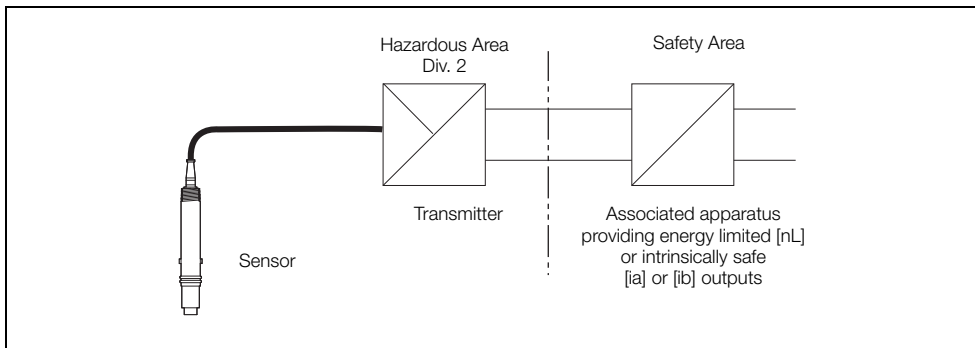 Hazardous Area
Div. 2
Safety Area
Transmitter
Associated apparatus
providing energy limited [nL]
or intrinsically safe
[ia] or [ib] outputs
Sensor